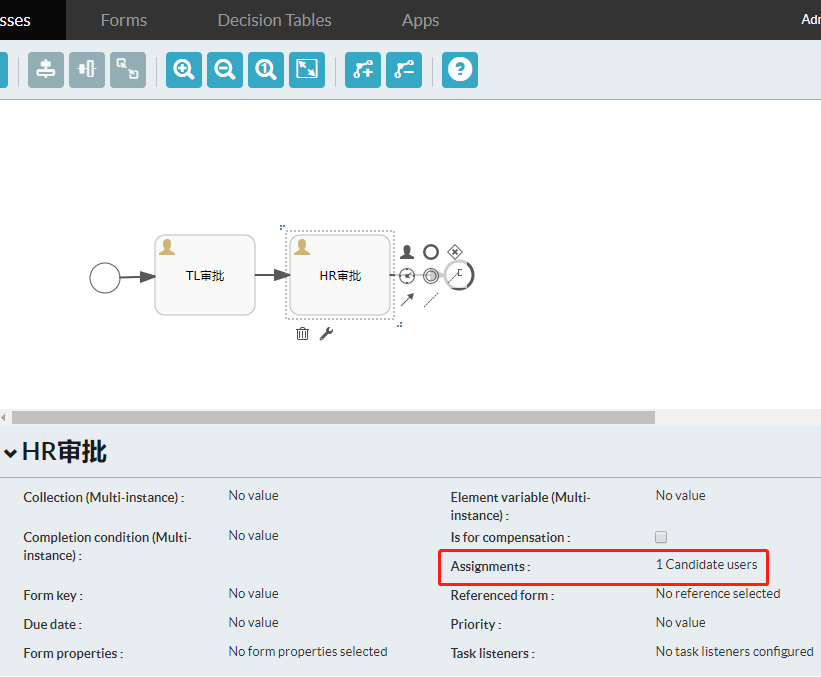 sses Forms Decision Tables Apps Adr
1 ?
TL审批 HR审批
HR审批
Collection (Multi-instance) : No value
Element variable (Multi-
instance) : No value
Completion condition (Multi-
instance) : No value
Is for compensation :
Assignments : 1 Candidate users
Form key : No value
Referenced form : No reference selected
Due date : No value
Priority : No value
Form properties : No form properties selected
Task listeners : No task listeners configured